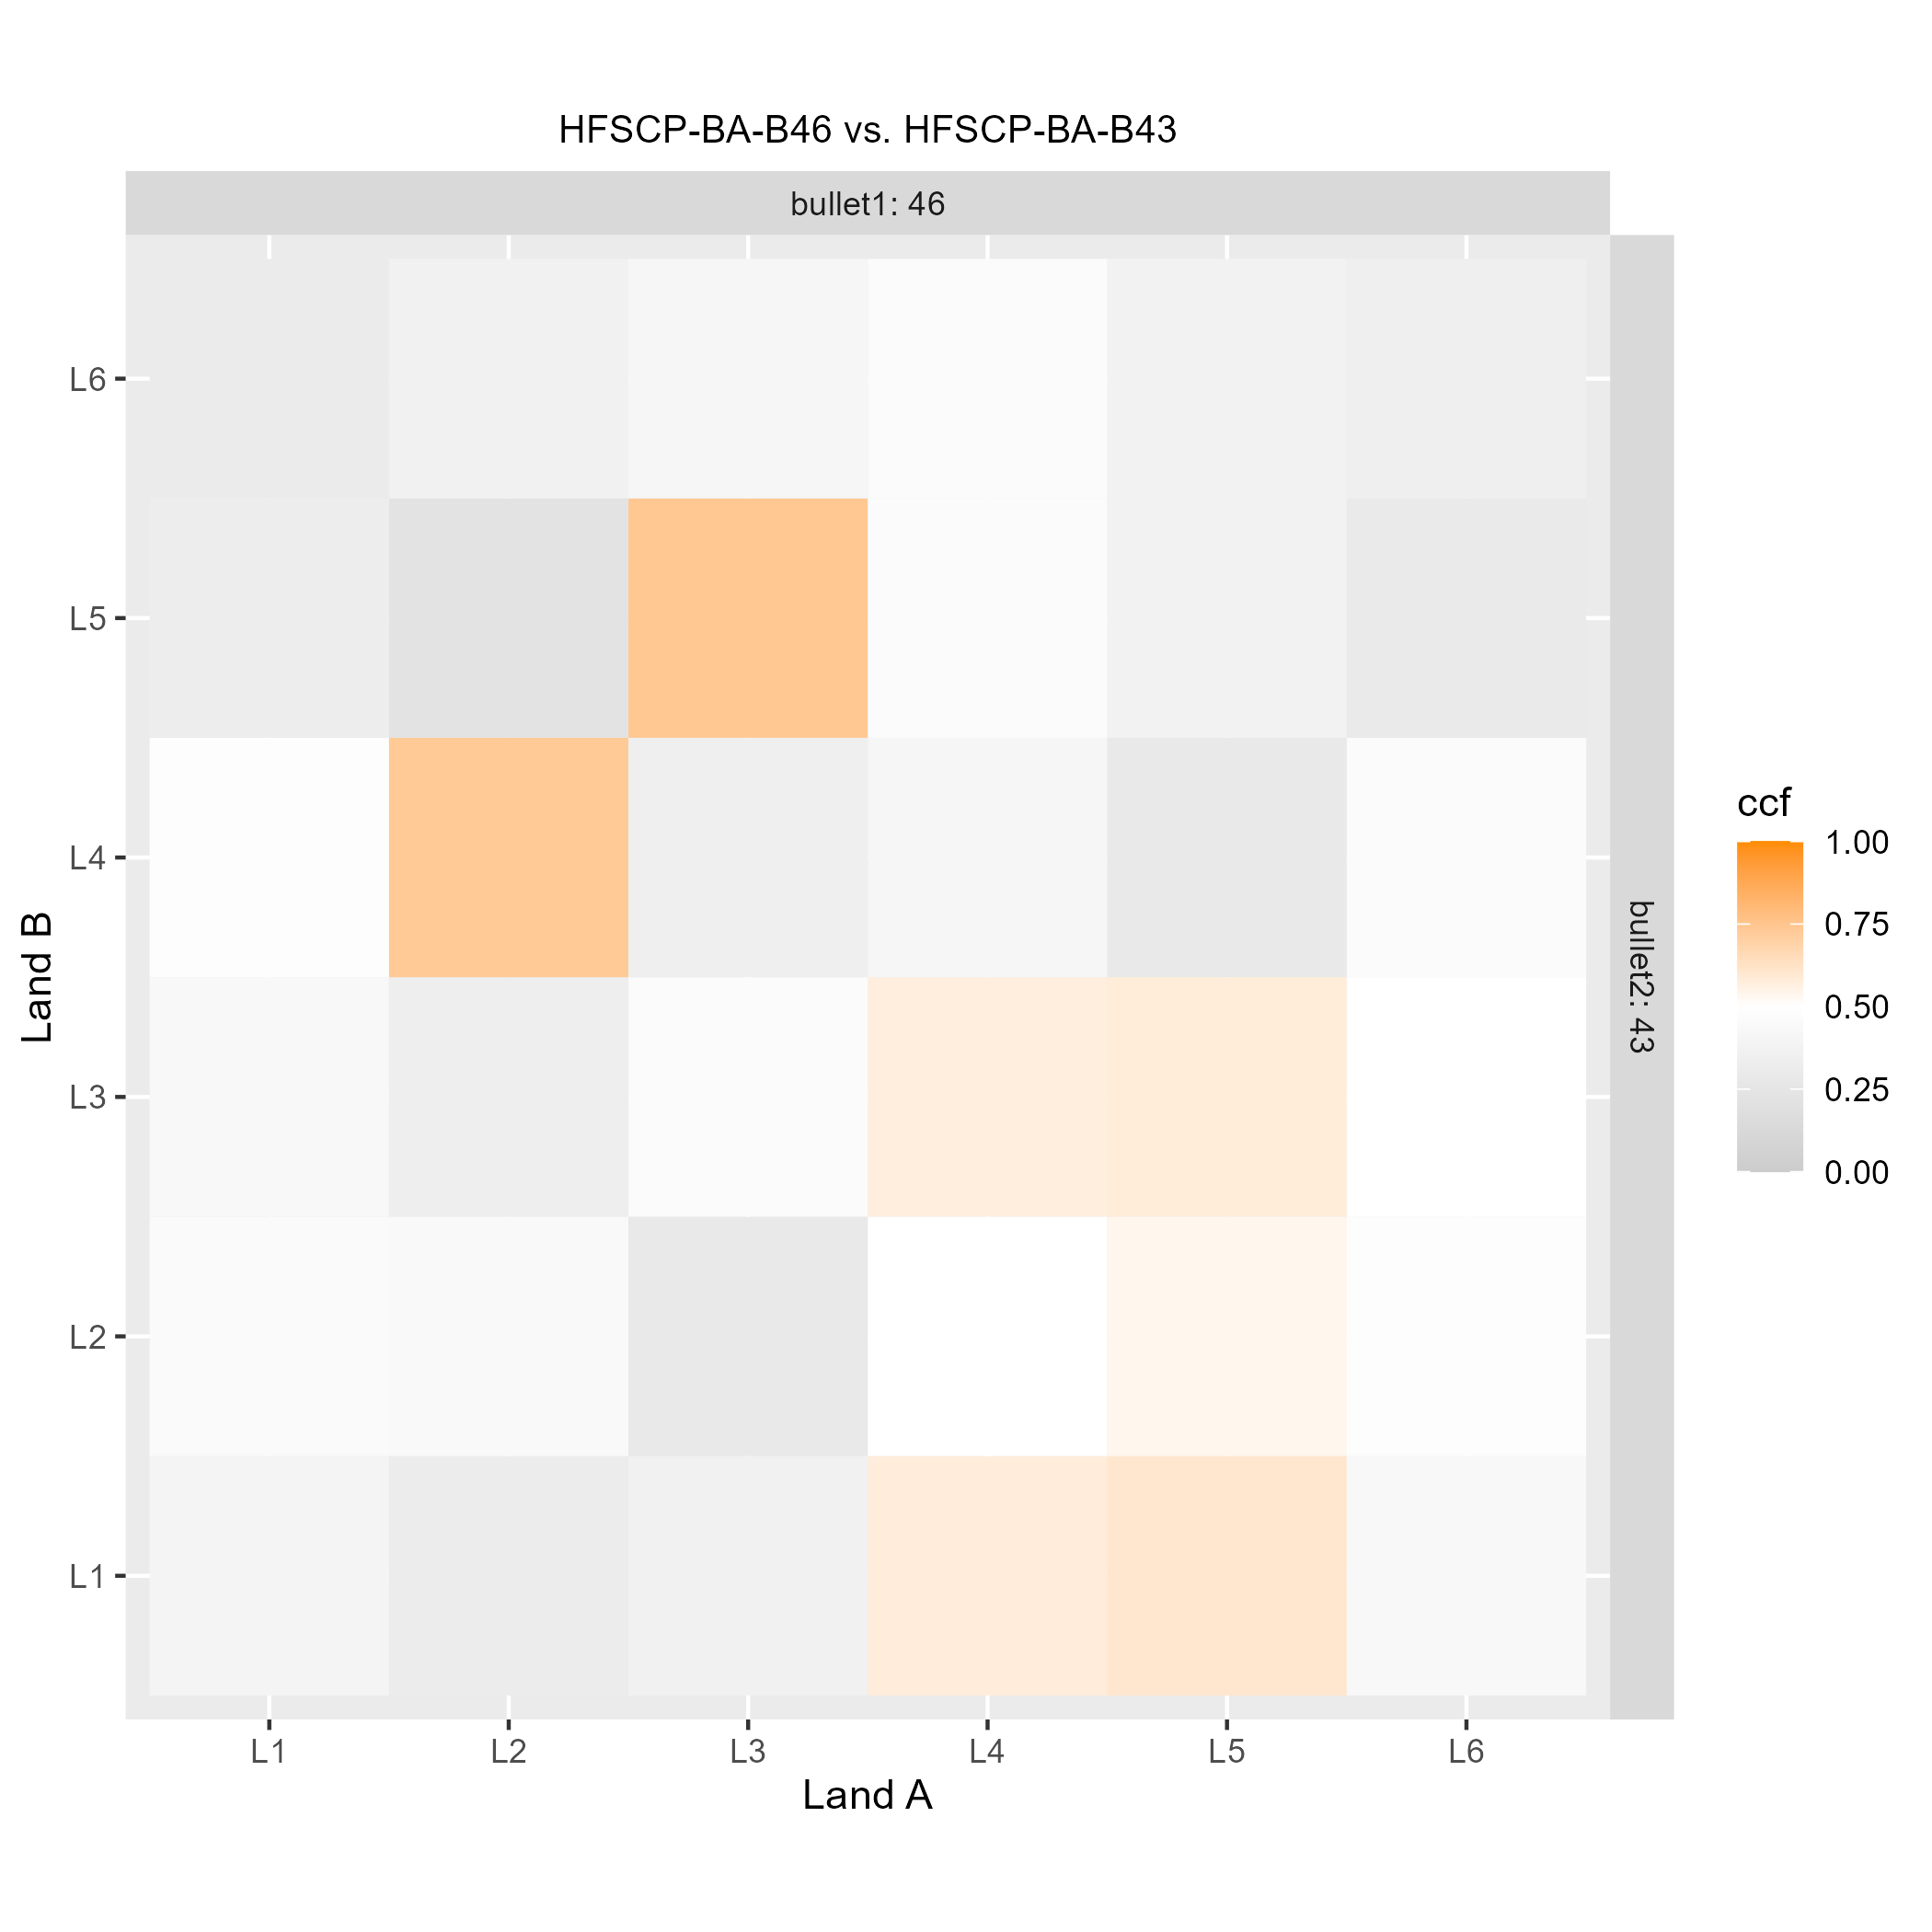 HFSCP-BA-B46 vs. HFSCP-BA-B43
bullet1: 46
L6
L5
L4
L3
L2
L1
Land B
L1 L2 L3 L4 L5 L6
Land A
bullet2: 43
ccf
1.00
0.75
0.50
0.25
0.00